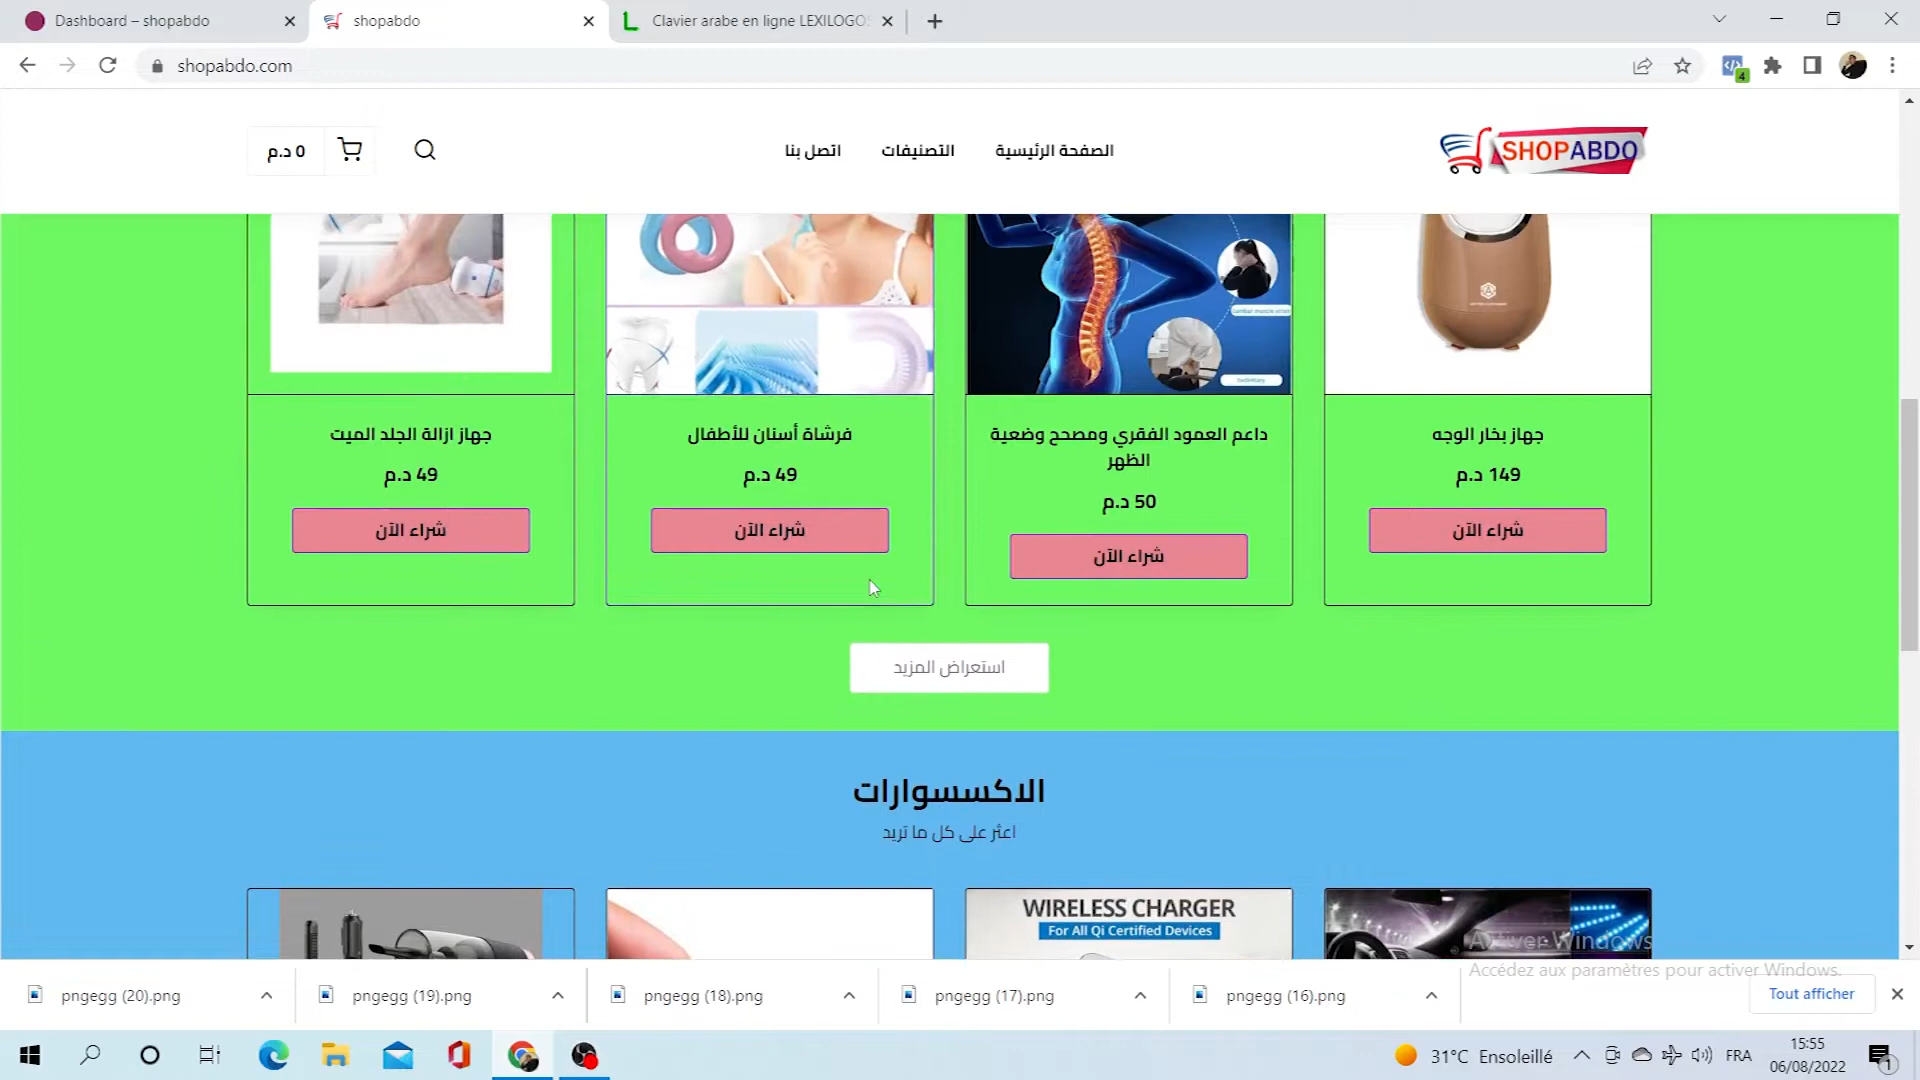 Dashboard – shopabdo
shopabdo
Clavier arabe en ligne LEXILOGOS
shopabdo.com
4
0 د.م
اتصل بنا
التصنيفات
الصفحة الرئيسية
SHOPABDO
جهاز ازالة الجلد الميت
49 د.م
شراء الآن
فرشاة أسنان للأطفال
49 د.م
شراء الآن
داعم العمود الفقري ومصحح وضعية
الظهر
50 د.م
شراء الآن
جهاز بخار الوجه
149 د.م
شراء الآن
استعراض المزيد
الاكسسوارات
اعثر على كل ما تريد
WIRELESS CHARGER
For All Qi Certified Devices
Activer Windows
Accédez aux paramètres pour activer Windows.
pngegg (20).png
pngegg (19).png
pngegg (18).png
pngegg (17).png
pngegg (16).png
Tout afficher
31°C Ensoleillé
FRA
15:55
06/08/2022
1